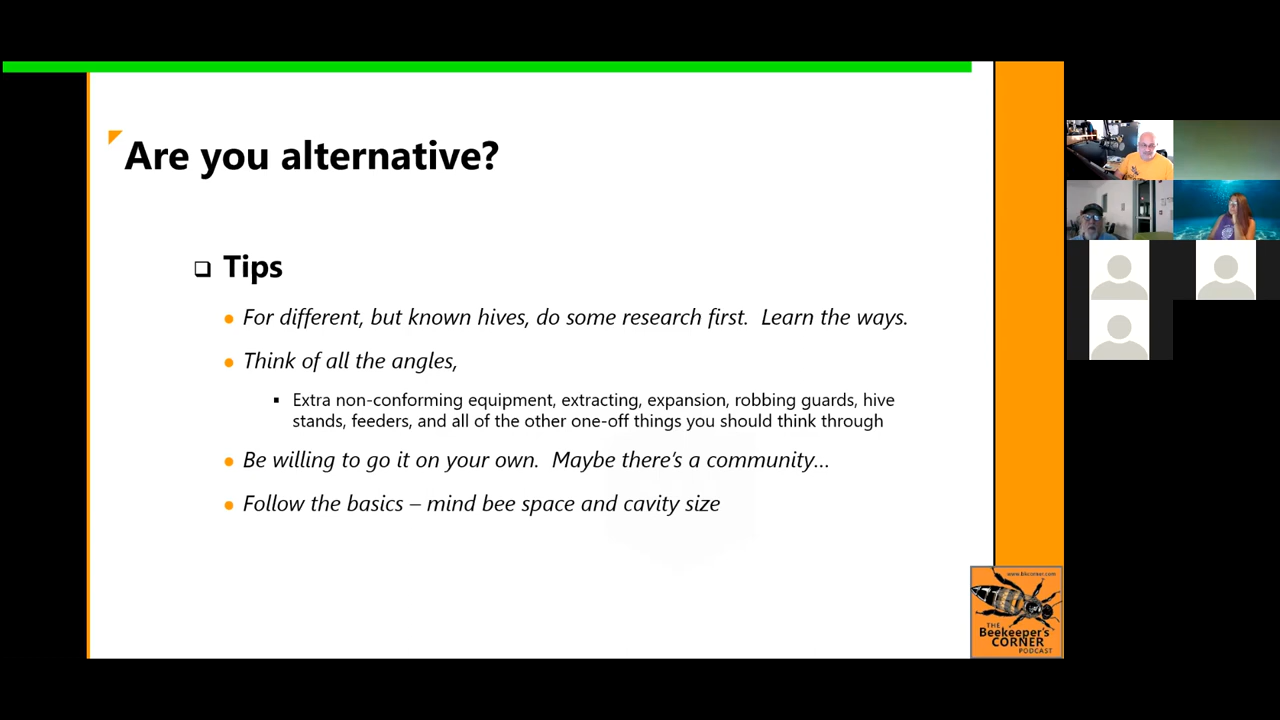 Are you alternative?
Tips
For different, but known hives, do some research first.  Learn the ways.
Think of all the angles,
Extra non-conforming equipment, extracting, expansion, robbing guards, hive
stands, feeders, and all of the other one-off things you should think through
Be willing to go it on your own.  Maybe there's a community...
Follow the basics – mind bee space and cavity size
www.bkcorner.com
THE
Beekeeper's
CORNER
PODCAST